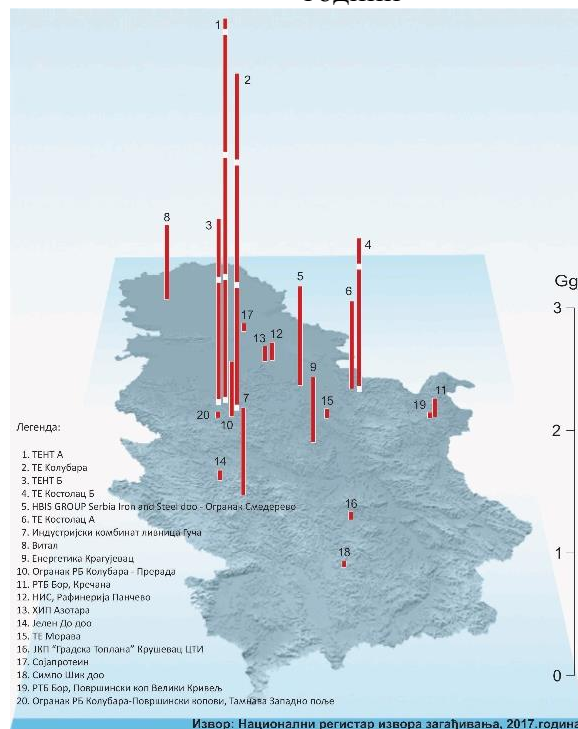 1
2
8
3
4
Gg
5
6
3
17
13 12
9
7
15
19 11
20
10
2
Легенда:
14
1. ТЕНТ А
2. ТЕ Колубара
3. ТЕНТ Б
4. ТЕ Костолац Б
5. HBIS GROUP Serbia Iron and Steel doo - Огранак Смедерево
6. ТЕ Костолац А
7. Индустријски комбинат ливница Гуча
8. Витал
9. Енергетика Крагујевац
10. Огранак РБ Колубара - Прерада
11. РТБ Бор, Кречана
12. НИС, Рафинерија Панчево
13. ХИП Азотара
14. Јелен До доо
15. ТЕ Морава
16. ЈКП "Градска Топлана" Крушевац ЦТИ
17. Сојапротеин
18. Симпо Шик доо
19. РТБ Бор, Површински коп Велики Кривељ
20. Огранак РБ Колубара-Површински копови, Тамнава Западно поље
16
18
1
0
Извор: Национални регистар извора загађивања, 2017.година